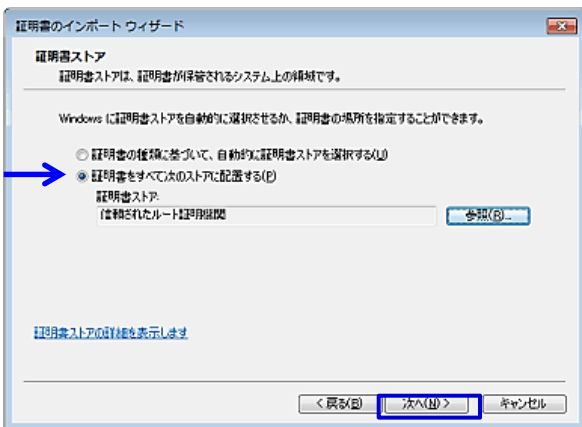 証明書のインポート ウィザード
証明書ストア
証明書ストアは、証明書が保管されるシステム上の領域です。
Windows に証明書ストアを自動的に選択させるか、証明書の場所を指定することができます。
証明書の種類に基づいて、自動的に証明書ストアを選択する(U)
証明書をすべて次のストアに配置する(P)
証明書ストア:
信頼されたルート証明機関
参照(R)...
証明書ストアの詳細を表示します
< 戻る(B)
次へ(N) >
キャンセル